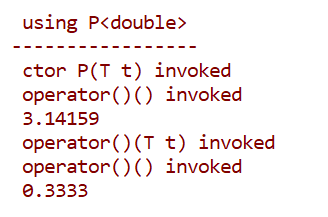 using P<double>
-----------------
ctor P(T t) invoked
operator()() invoked
3.14159
operator()(T t) invoked
operator()() invoked
0.3333